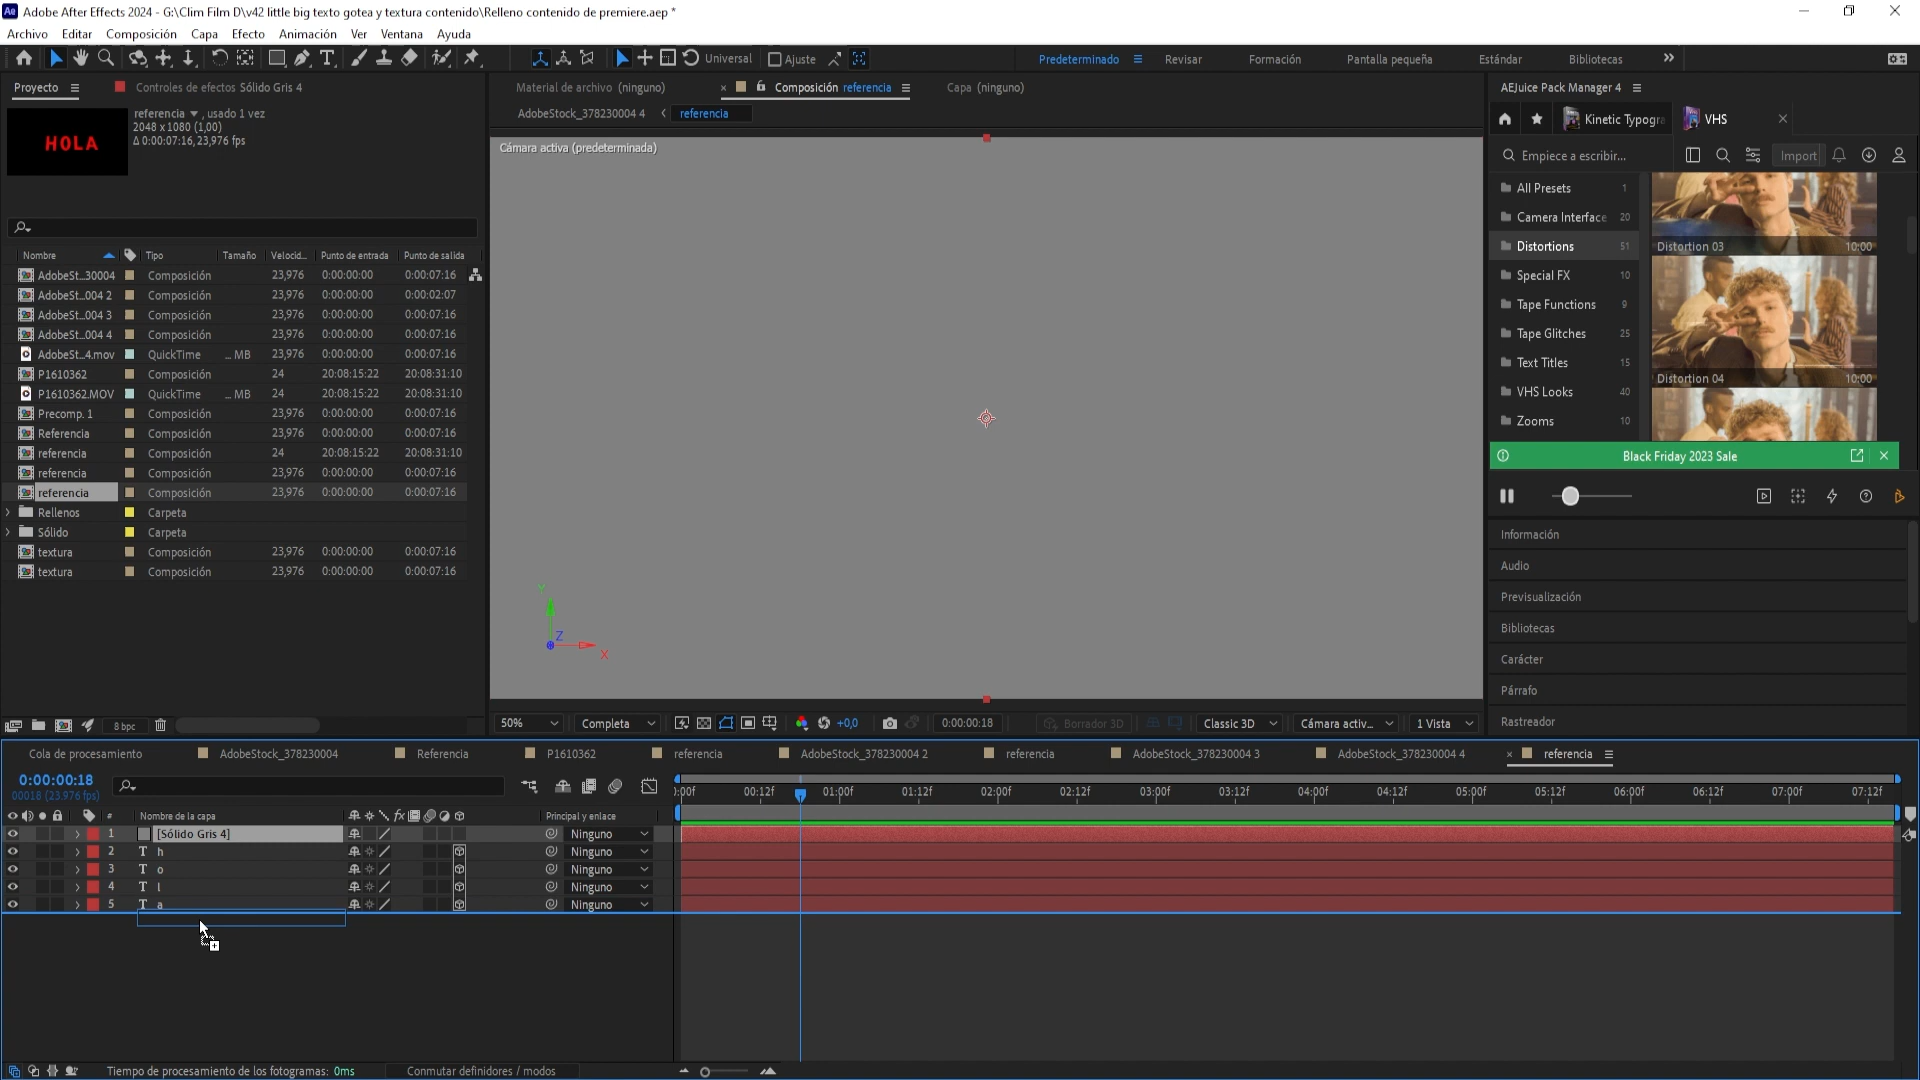 Adobe After Effects 2024 - G:\Clim Film D\v42 little big texto gotea y textura contenido\Relleno contenido de premiere.aep *
Archivo Editar Composición Capa Efecto Animación Ver Ventana Ayuda
Universal Ajuste Predeterminado Revisar Formación Pantalla pequeña Estándar Bibliotecas
Proyecto Controles de efectos Sólido Gris 4
Material de archivo (ninguno) Composición referencia Capa (ninguno)
AEJuice Pack Manager 4
AdobeStock_378230004 4 referencia
Kinetic Typogra VHS
HOLA
referencia , usado 1 vez
2048 x 1080 (1,00)
Δ 0:00:07:16, 23,976 fps
Cámara activa (predeterminada)
Empiece a escribir... Import
Nombre Tipo Tamaño Velocid... Punto de entrada Punto de salida
AdobeSt...30004 Composición 23,976 0:00:00:00 0:00:07:16
AdobeSt...004 2 Composición 23,976 0:00:00:00 0:00:02:07
AdobeSt...004 3 Composición 23,976 0:00:00:00 0:00:07:16
AdobeSt...004 4 Composición 23,976 0:00:00:00 0:00:07:16
AdobeSt...4.mov QuickTime ... MB 23,976 0:00:00:00 0:00:07:16
P1610362 Composición 24 20:08:15:22 20:08:31:10
P1610362.MOV QuickTime ... MB 24 20:08:15:22 20:08:31:10
Precomp. 1 Composición 23,976 0:00:00:00 0:00:07:16
Referencia Composición 23,976 0:00:00:00 0:00:07:16
referencia Composición 24 20:08:15:22 20:08:31:10
referencia Composición 23,976 0:00:00:00 0:00:07:16
referencia Composición 23,976 0:00:00:00 0:00:07:16
Rellenos Carpeta
Sólido Carpeta
textura Composición 23,976 0:00:00:00 0:00:07:16
textura Composición 23,976 0:00:00:00 0:00:07:16
Y
Z
X
All Presets 1
Camera Interface 20
Distortions 51
Special FX 10
Tape Functions 9
Tape Glitches 25
Text Titles 15
VHS Looks 40
Zooms 10
Distortion 03 10:00
Distortion 04 10:00
Black Friday 2023 Sale
Información
Audio
Previsualización
Bibliotecas
Carácter
Párrafo
Rastreador
8 bpc
50% Completa +0,0 0:00:00:18 Borrador 3D Classic 3D Cámara activ... 1 Vista
Cola de procesamiento AdobeStock_378230004 Referencia P1610362 referencia AdobeStock_378230004 2 referencia AdobeStock_378230004 3 AdobeStock_378230004 4 referencia
0:00:00:18
00018 (23.976 fps)
):00f 00:12f 01:00f 01:12f 02:00f 02:12f 03:00f 03:12f 04:00f 04:12f 05:00f 05:12f 06:00f 06:12f 07:00f 07:12f
# Nombre de la capa fx Principal y enlace
1 [Sólido Gris 4] Ninguno
2 T h Ninguno
3 T o Ninguno
4 T l Ninguno
5 T a Ninguno
Tiempo de procesamiento de los fotogramas: 0ms Conmutar definidores / modos